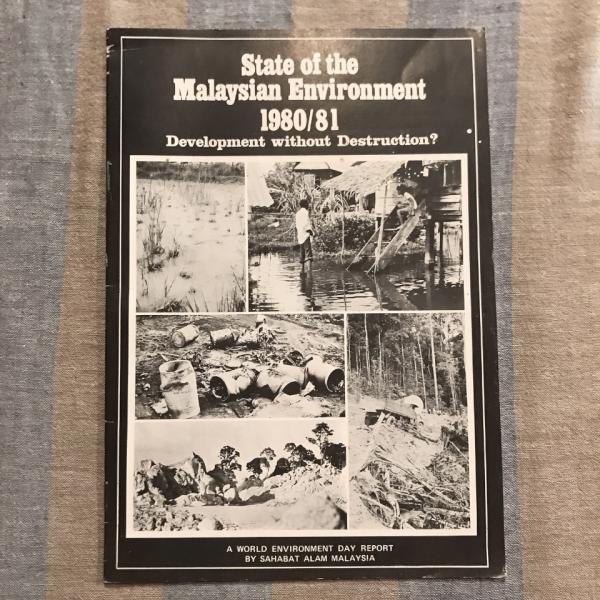 State of the
Malaysian Environment
1980/81
Development without Destruction?
A WORLD ENVIRONMENT DAY REPORT
BY SAHABAT ALAM MALAYSIA